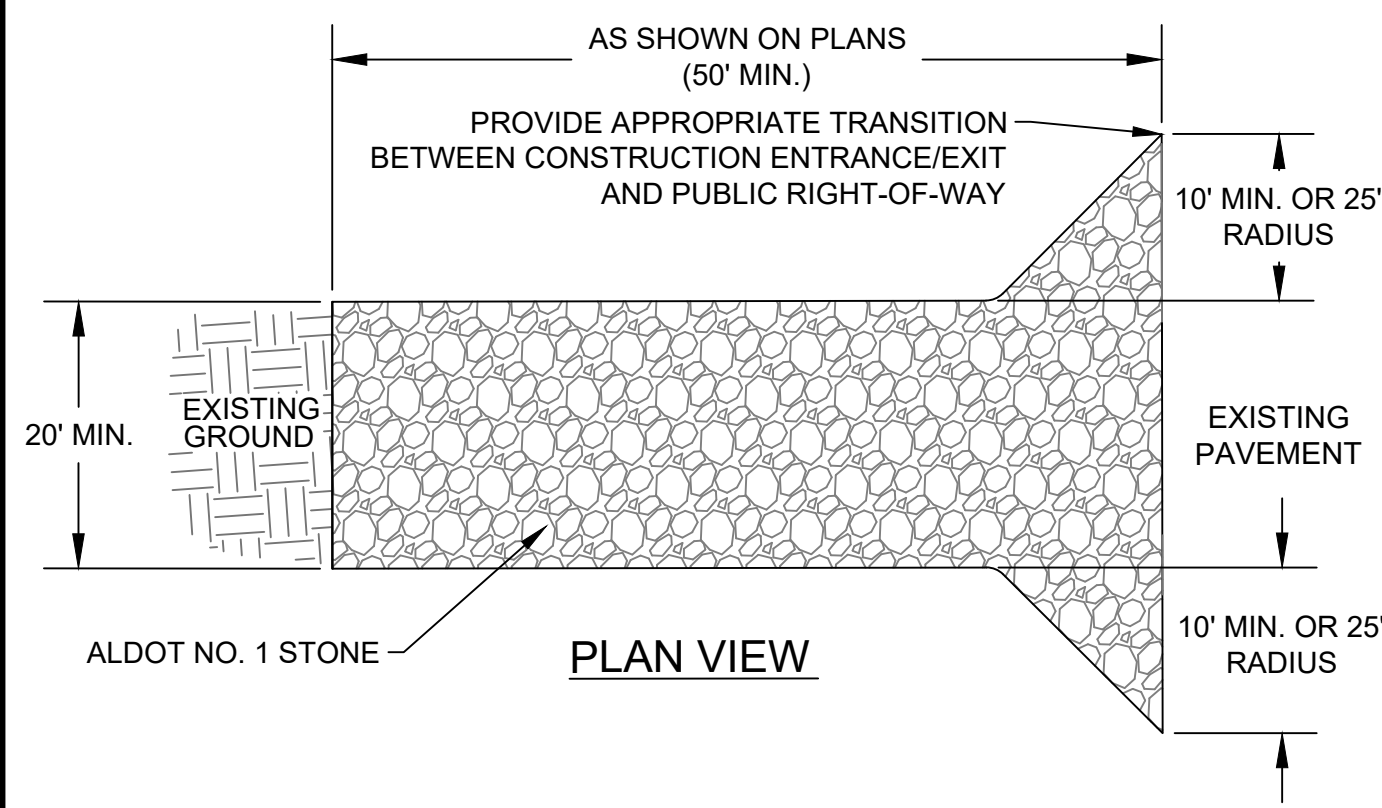 AS SHOWN ON PLANS
(50' MIN.)
PROVIDE APPROPRIATE TRANSITION
BETWEEN CONSTRUCTION ENTRANCE/EXIT
AND PUBLIC RIGHT-OF-WAY
10' MIN. OR 25'
RADIUS
20' MIN.
EXISTING
GROUND
EXISTING
PAVEMENT
ALDOT NO. 1 STONE
PLAN VIEW
10' MIN. OR 25'
RADIUS